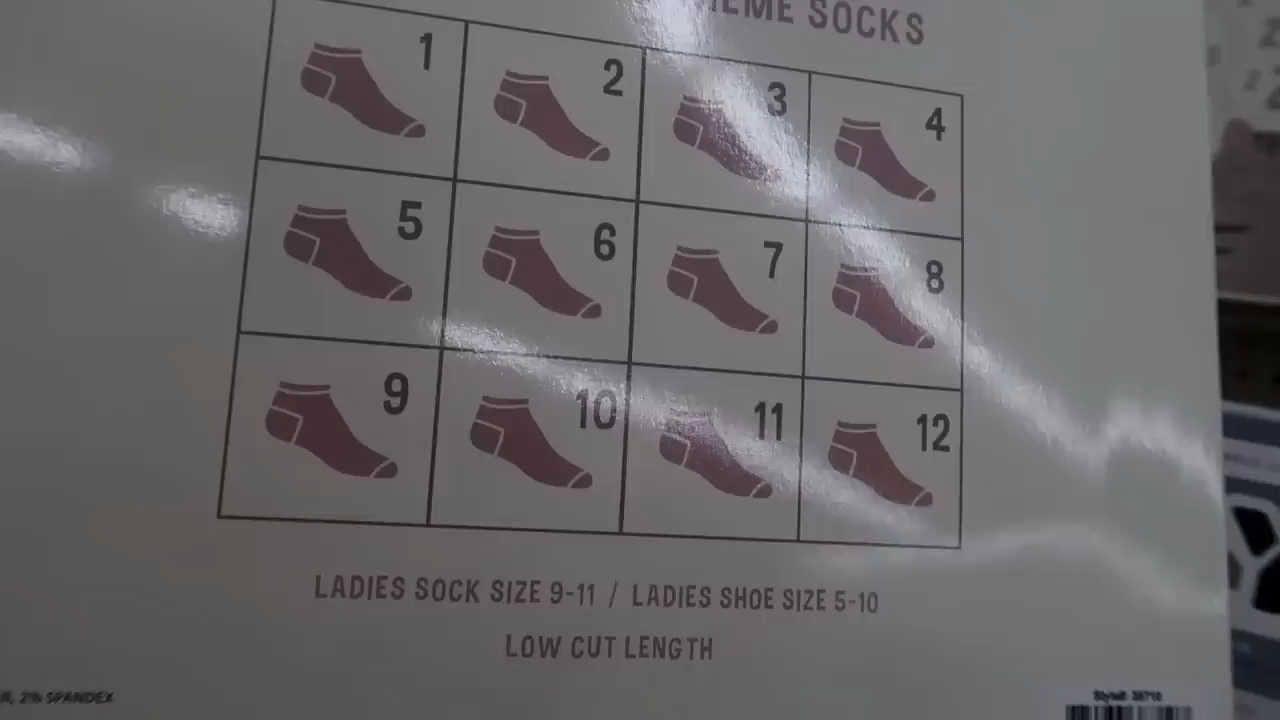 SOCKS
1 2 3 4
5 6 7 8
9 10 11 12
LADIES SOCK SIZE 9-11 / LADIES SHOE SIZE 5-10
LOW CUT LENGTH
2% SPANDEX